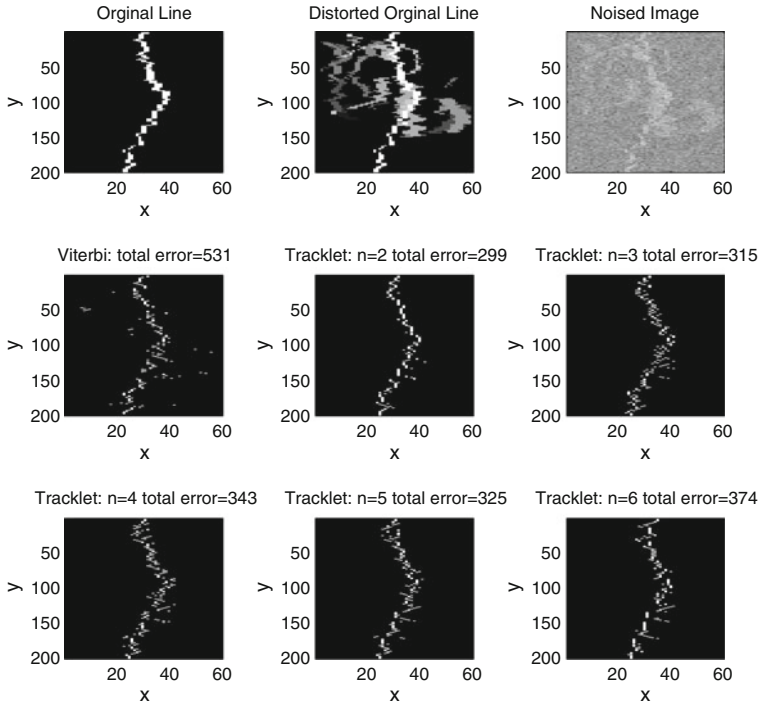 Orginal Line
Distorted Orginal Line
Noised Image
y
50
100
150
200
20
40
60
x
y
50
100
150
200
20
40
60
x
y
50
100
150
200
20
40
60
x
Viterbi: total error=531
Tracklet: n=2 total error=299
Tracklet: n=3 total error=315
y
50
100
150
200
20
40
60
x
y
50
100
150
200
20
40
60
x
y
50
100
150
200
20
40
60
x
Tracklet: n=4 total error=343
Tracklet: n=5 total error=325
Tracklet: n=6 total error=374
y
50
100
150
200
20
40
60
x
y
50
100
150
200
20
40
60
x
y
50
100
150
200
20
40
60
x